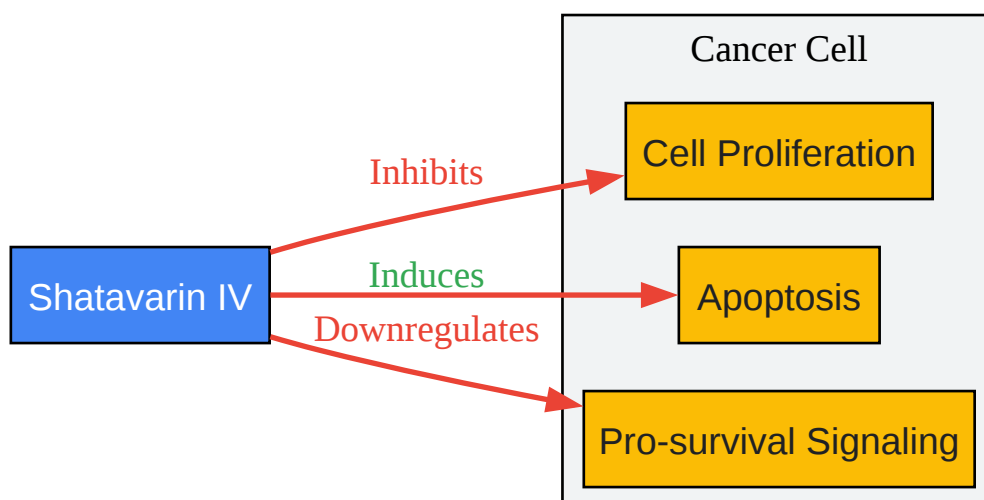 Cancer Cell
Inhibits
Cell Proliferation
Shatavarin IV
Induces
Apoptosis
Downregulates
Pro-survival Signaling